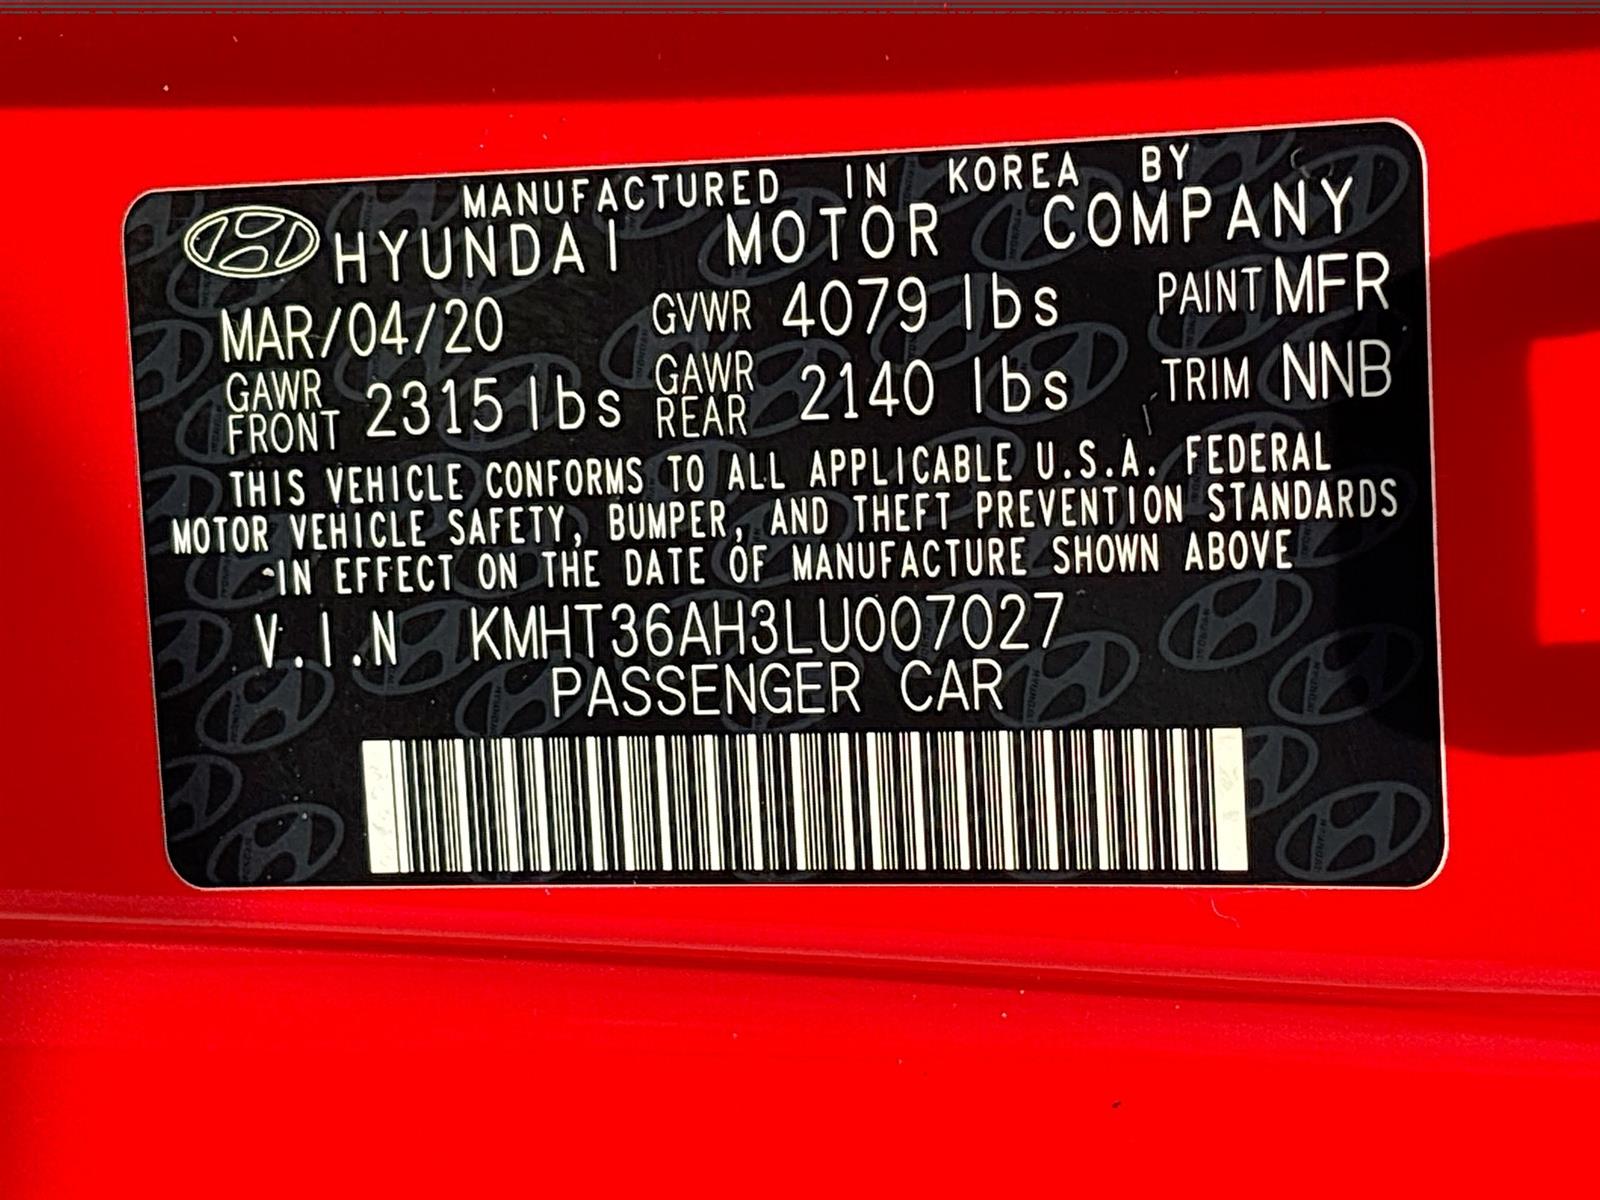 MANUFACTURED IN KOREA BY
HYUNDAI MOTOR COMPANY
MAR/04/20 GVWR 4079 lbs PAINT MFR
GAWR FRONT 2315 lbs GAWR REAR 2140 lbs TRIM NNB
THIS VEHICLE CONFORMS TO ALL APPLICABLE U.S.A. FEDERAL
MOTOR VEHICLE SAFETY, BUMPER, AND THEFT PREVENTION STANDARDS
IN EFFECT ON THE DATE OF MANUFACTURE SHOWN ABOVE
V.I.N KMHT36AH3LU007027
PASSENGER CAR